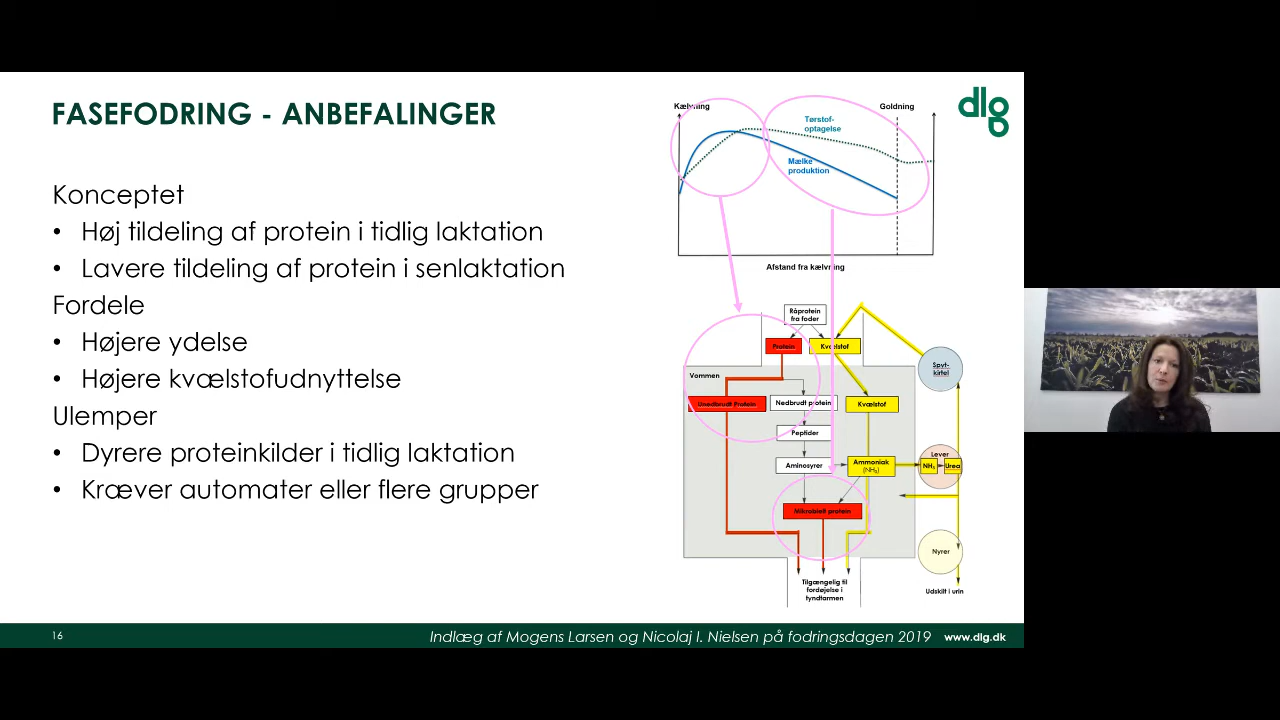 FASEFODRING - ANBEFALINGER
Konceptet
• Høj tildeling af protein i tidlig laktation
• Lavere tildeling af protein i senlaktation
Fordele
• Højere ydelse
• Højere kvælstofudnyttelse
Ulemper
• Dyrere proteinkilder i tidlig laktation
• Kræver automater eller flere grupper
Kælvning
Goldning
Tørstof-
optagelse
Mælke
produktion
Afstand fra kælvning
dlg
Råprotein
fra foder
Protein
Kvælstof
Spyt-
kirtel
Vommen
Unedbrudt Protein
Nedbrudt protein
Kvælstof
Peptider
Aminosyrer
Ammoniak
(NH₃)
Lever
NH₃
Urea
Mikrobielt protein
Nyrer
Tilgængelig til
fordøjelse i
tyndtarmen
Udskilt i urin
16
Indlæg af Mogens Larsen og Nicolaj I. Nielsen på fodringsdagen 2019
www.dlg.dk